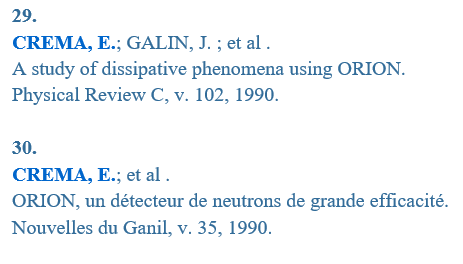 29.
CREMA, E.; GALIN, J. ; et al .
A study of dissipative phenomena using ORION.
Physical Review C, v. 102, 1990.
30.
CREMA, E.; et al .
ORION, un détecteur de neutrons de grande efficacité.
Nouvelles du Ganil, v. 35, 1990.